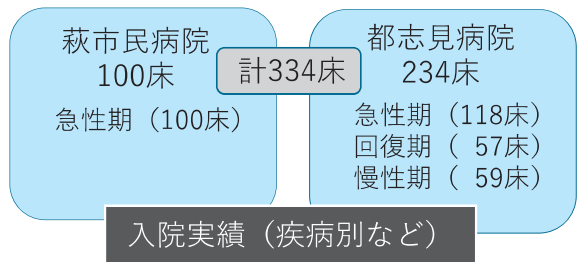 萩市民病院
100床
急性期（100床）
計334床
都志見病院
234床
急性期（118床）
回復期（ 57床）
慢性期（ 59床）
入院実績（疾病別など）